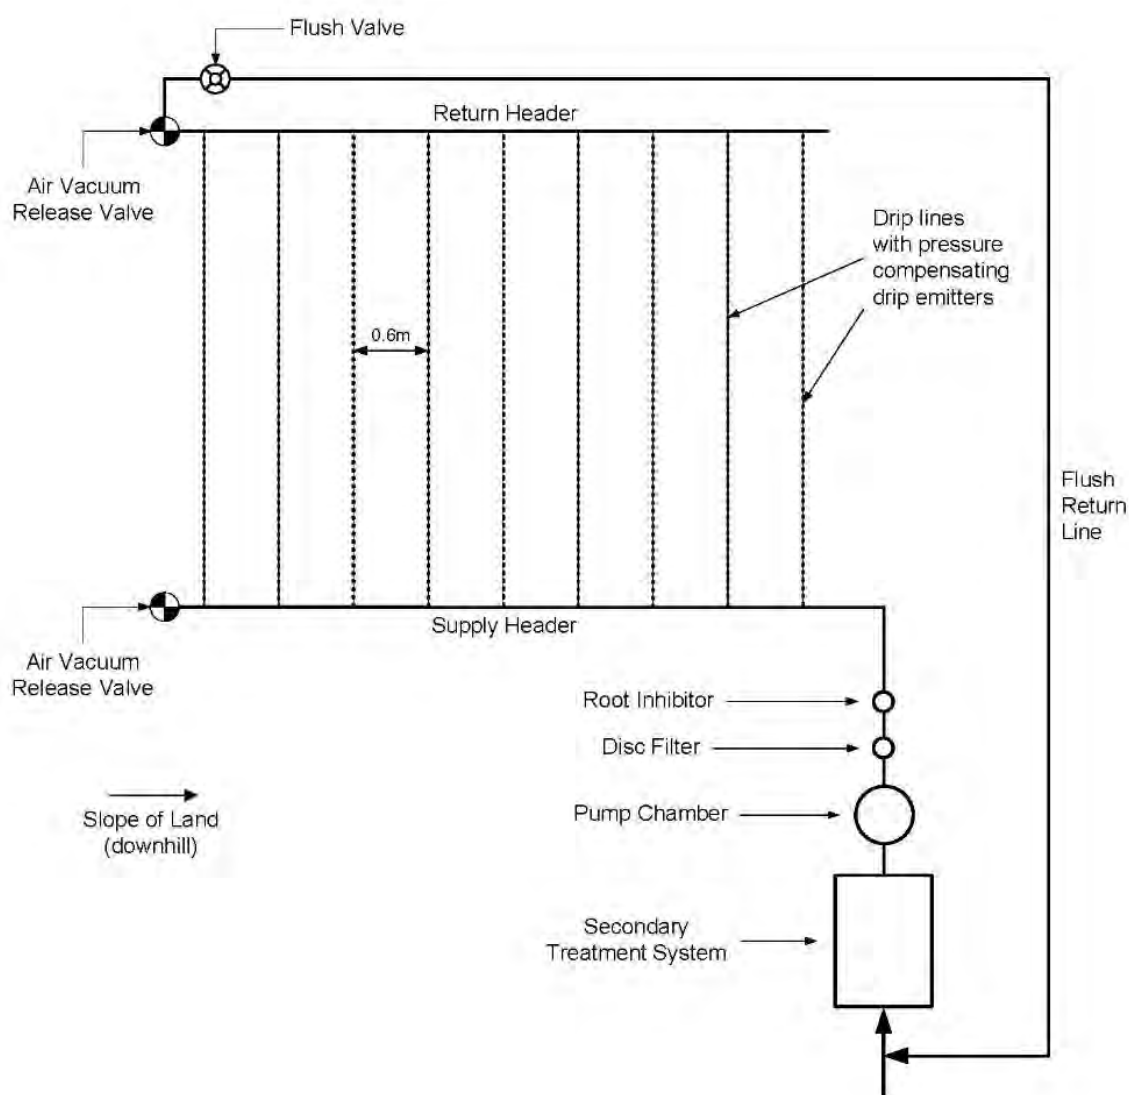 Flush Valve
Return Header
Air Vacuum
Release Valve
Drip lines
with pressure
compensating
drip emitters
0.6m
Flush
Return
Line
Supply Header
Air Vacuum
Release Valve
Root Inhibitor
Disc Filter
Pump Chamber
Slope of Land
(downhill)
Secondary
Treatment System